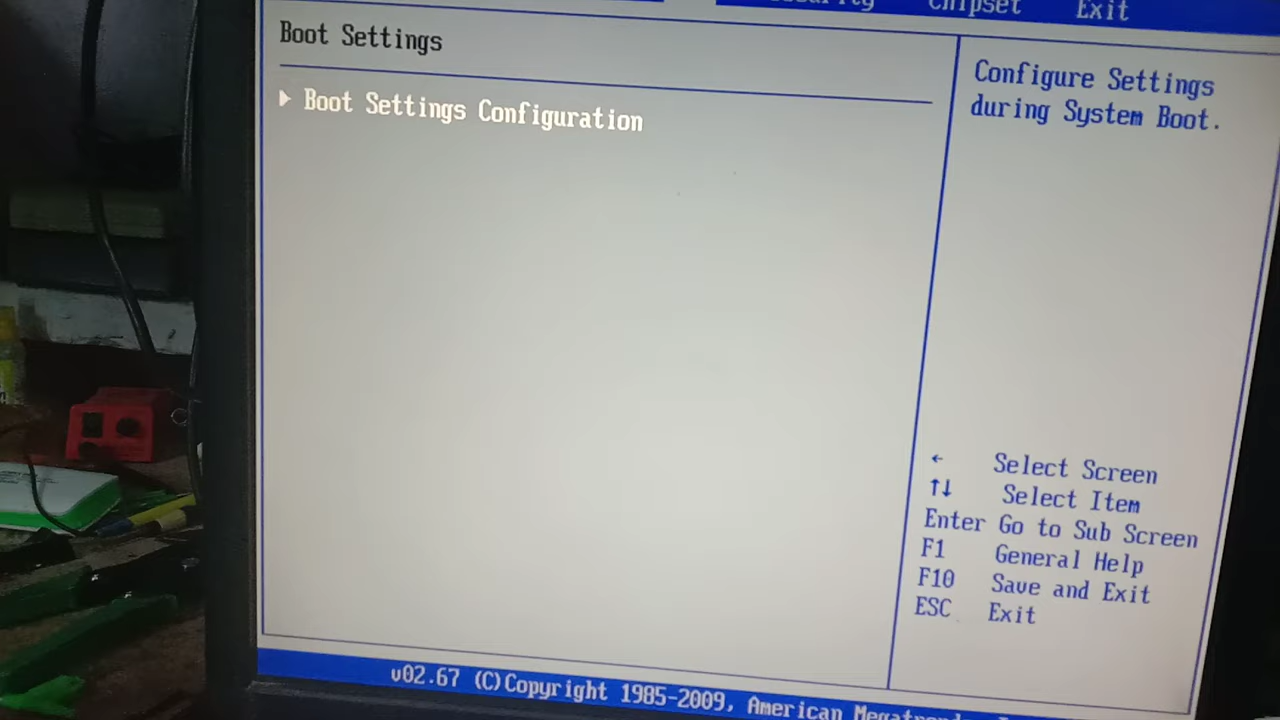 Chipset Exit
Boot Settings
Boot Settings Configuration
Configure Settings
during System Boot.
← Select Screen
↑↓ Select Item
Enter Go to Sub Screen
F1 General Help
F10 Save and Exit
ESC Exit
v02.67 (C)Copyright 1985-2009, American